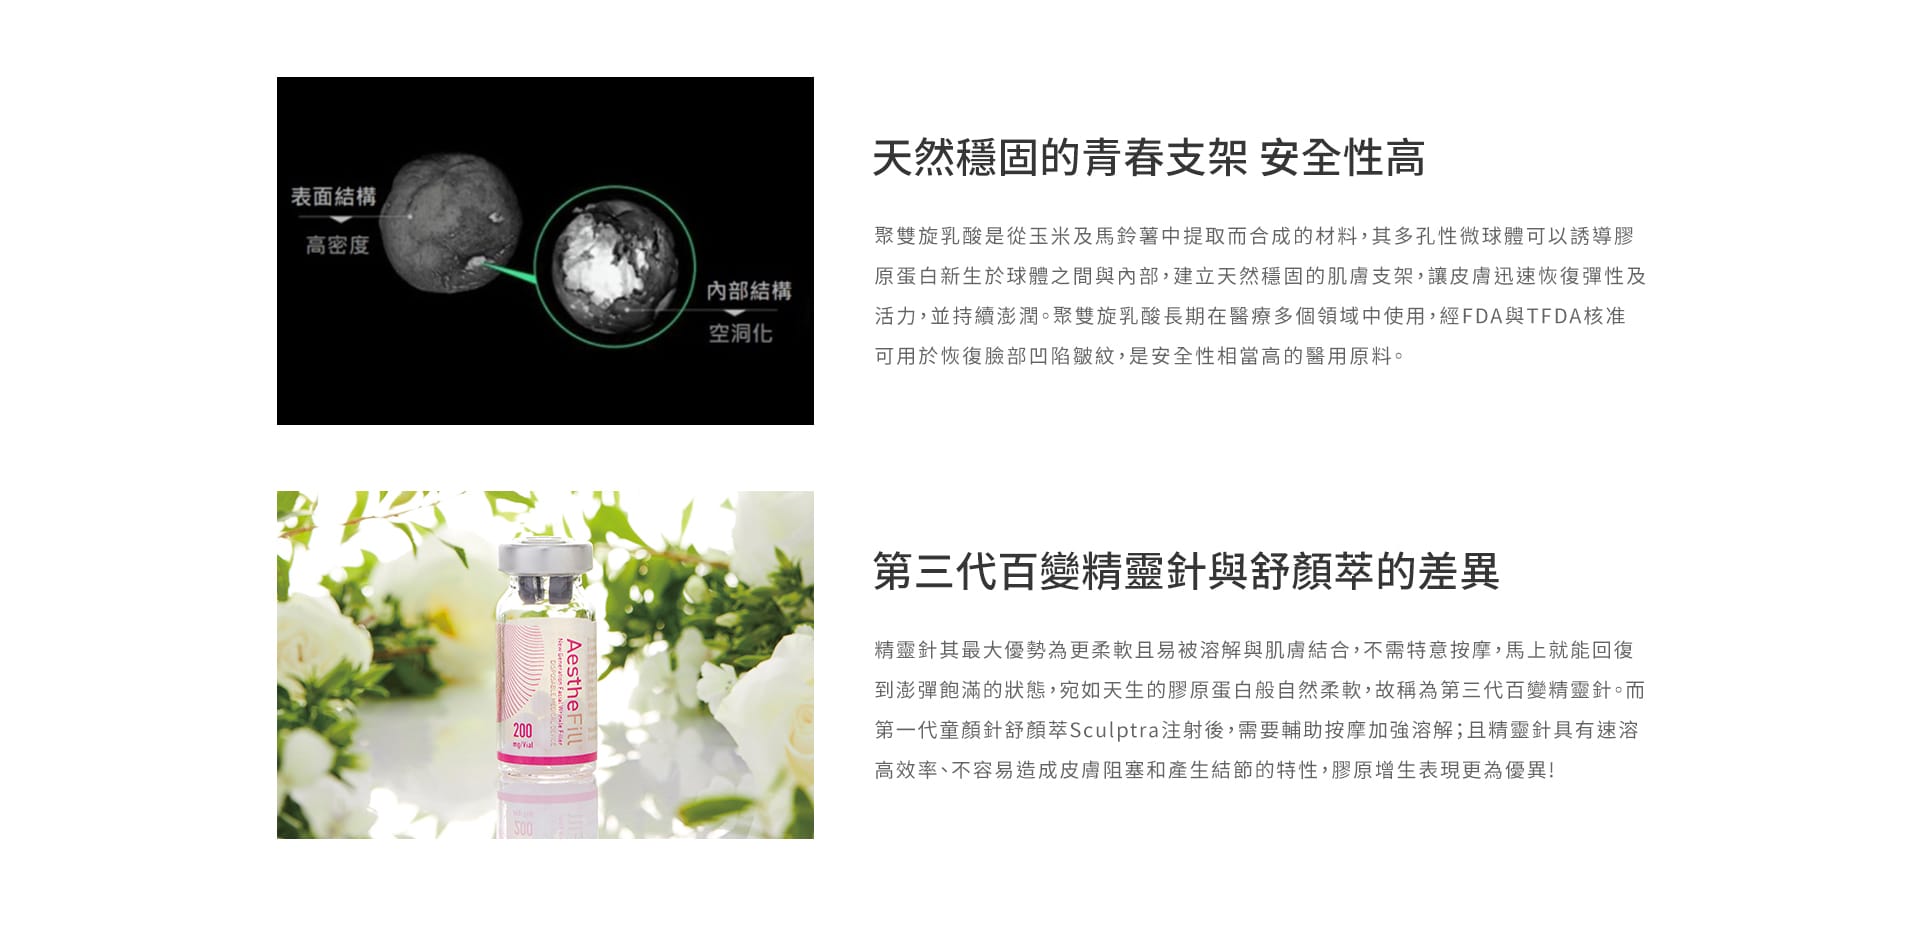 表面結構
高密度
內部結構
空洞化
天然穩固的青春支架 安全性高
聚雙旋乳酸是從玉米及馬鈴薯中提取而合成的材料，其多孔性微球體可以誘導膠
原蛋白新生於球體之間與內部，建立天然穩固的肌膚支架，讓皮膚迅速恢復彈性及
活力，並持續澎潤。聚雙旋乳酸長期在醫療多個領域中使用，經FDA與TFDA核准
可用於恢復臉部凹陷皺紋，是安全性相當高的醫用原料。
AestheFill
New Generation Facial Wrinkle Filler
DISPOSABLE MEDICAL DEVICE
200
mg/Vial
第三代百變精靈針與舒顏萃的差異
精靈針其最大優勢為更柔軟且易被溶解與肌膚結合，不需特意按摩，馬上就能回復
到澎彈飽滿的狀態，宛如天生的膠原蛋白般自然柔軟，故稱為第三代百變精靈針。而
第一代童顏針舒顏萃Sculptra注射後，需要輔助按摩加強溶解；且精靈針具有速溶
高效率、不容易造成皮膚阻塞和產生結節的特性，膠原增生表現更為優異！